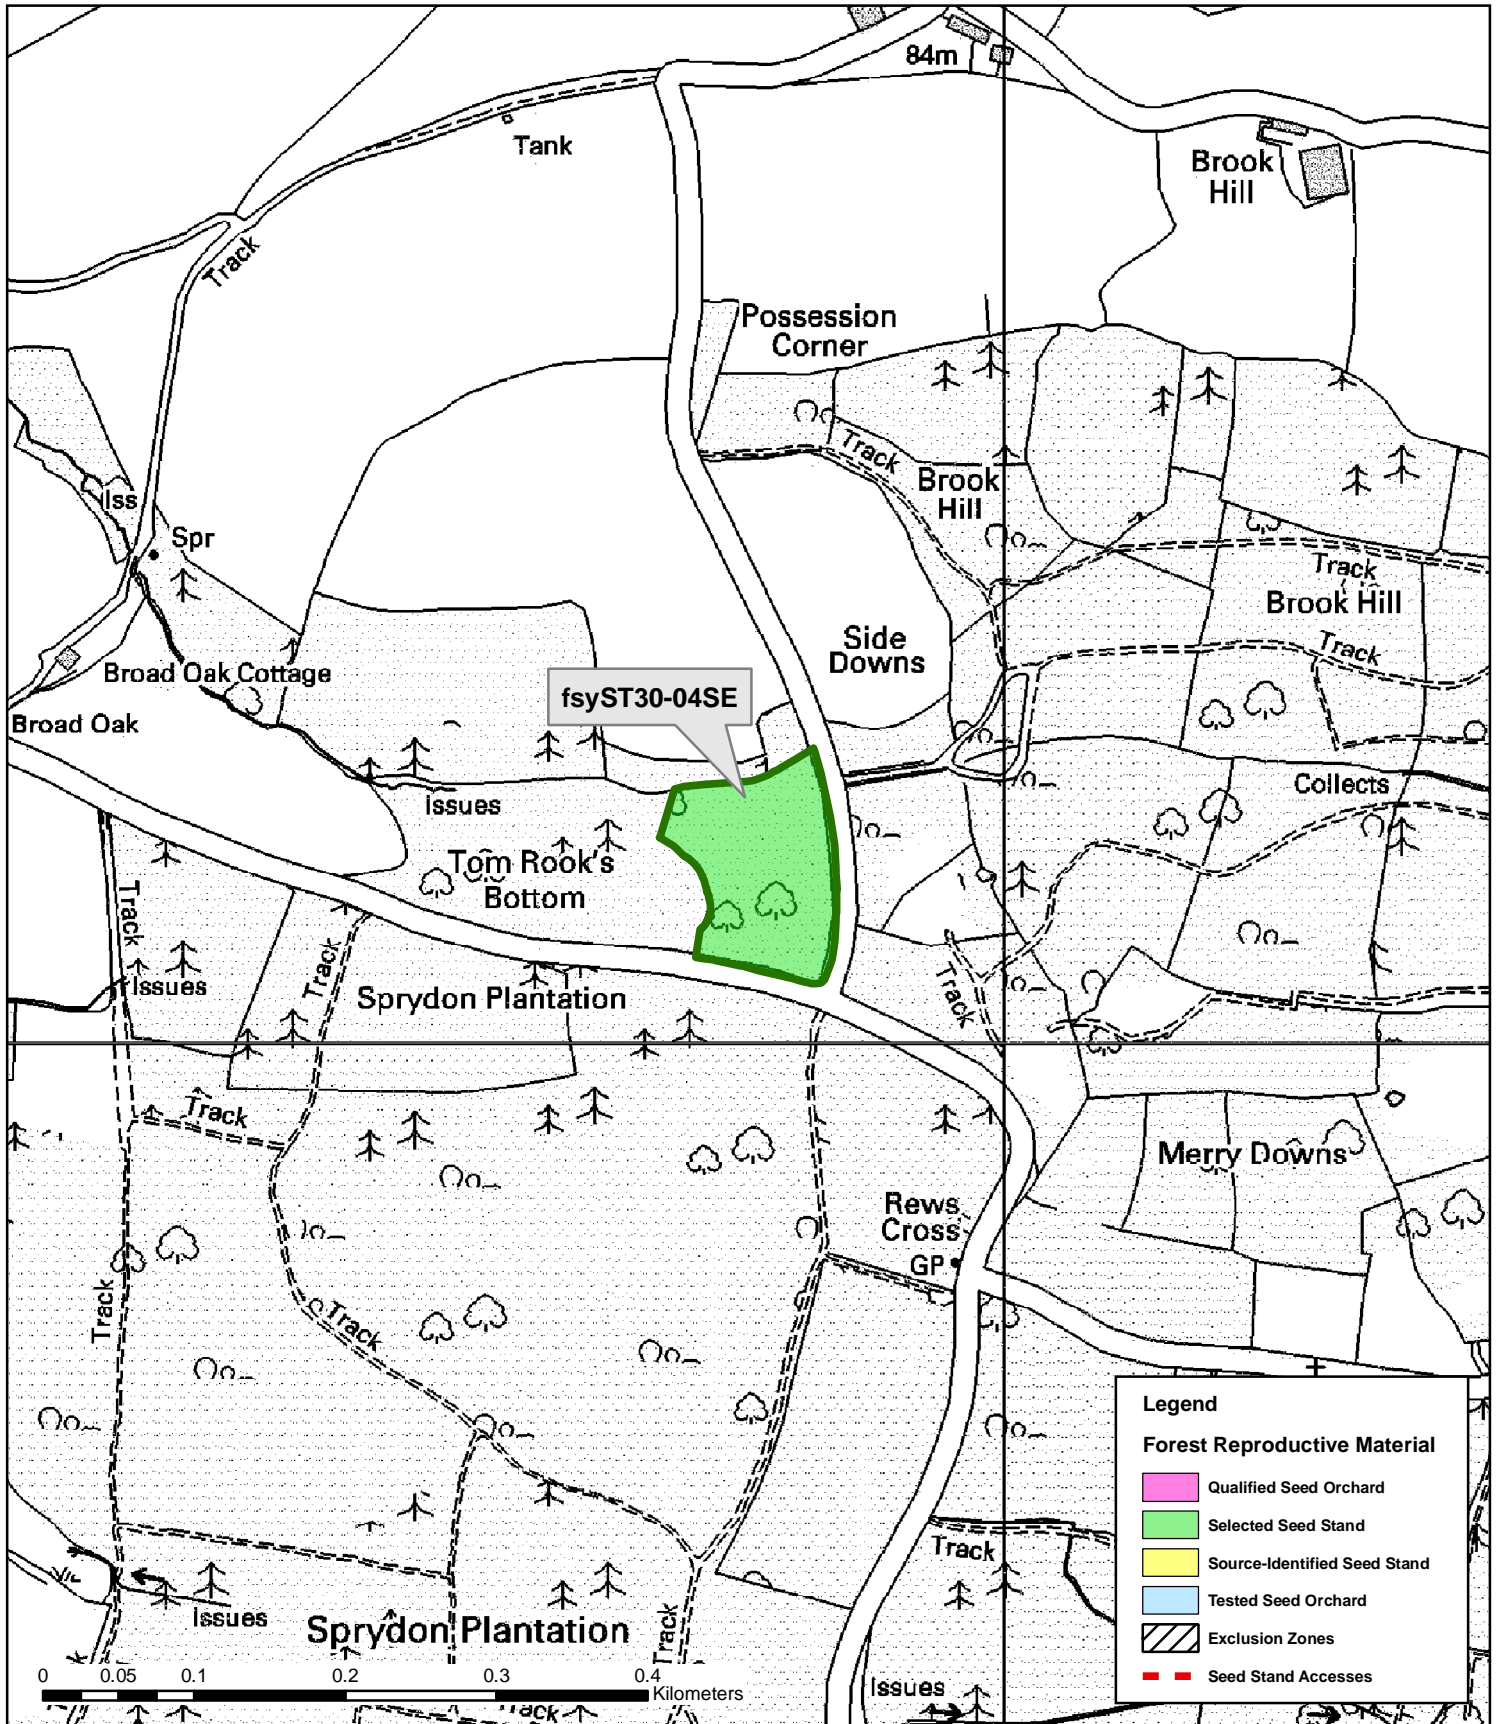 84m
Tank
Brook
Hill
Track
Possession
Corner
Track
Brook
Hill
Iss
Spr
Track
Brook Hill
Side
Downs
Track
Broad Oak Cottage
fsyST30-04SE
Broad Oak
Collects
Issues
Tom Rook's
Bottom
Track
Track
Issues
Sprydon Plantation
Track
Track
Merry Downs
Rews
Cross
GP
Track
Track
Legend
Forest Reproductive Material
Qualified Seed Orchard
Selected Seed Stand
Source-Identified Seed Stand
Tested Seed Orchard
Exclusion Zones
Seed Stand Accesses
Track
Issues
Sprydon Plantation
Track
0 0.05 0.1 0.2 0.3 0.4
Kilometers
Issues